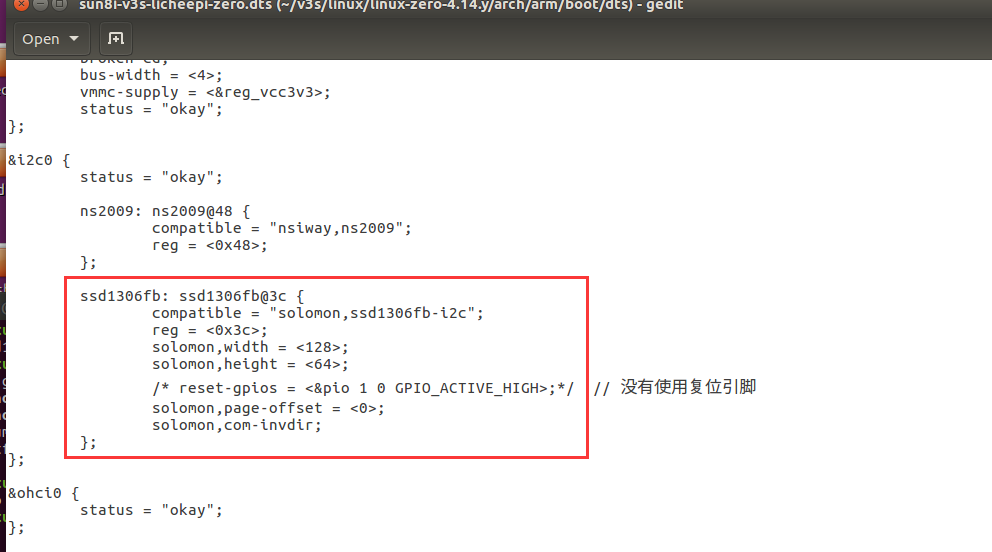 sun8i-v3s-licheepi-zero.dts (~/v3s/linux/linux-zero-4.14.y/arch/arm/boot/dts) - gedit
Open
broken-cd;
bus-width = <4>;
vmmc-supply = <&reg_vcc3v3>;
status = "okay";
};
&i2c0 {
status = "okay";
ns2009: ns2009@48 {
compatible = "nsiway,ns2009";
reg = <0x48>;
};
ssd1306fb: ssd1306fb@3c {
compatible = "solomon,ssd1306fb-i2c";
reg = <0x3c>;
solomon,width = <128>;
solomon,height = <64>;
/* reset-gpios = <&pio 1 0 GPIO_ACTIVE_HIGH>;*/ // 没有使用复位引脚
solomon,page-offset = <0>;
solomon,com-invdir;
};
};
&ohci0 {
status = "okay";
};